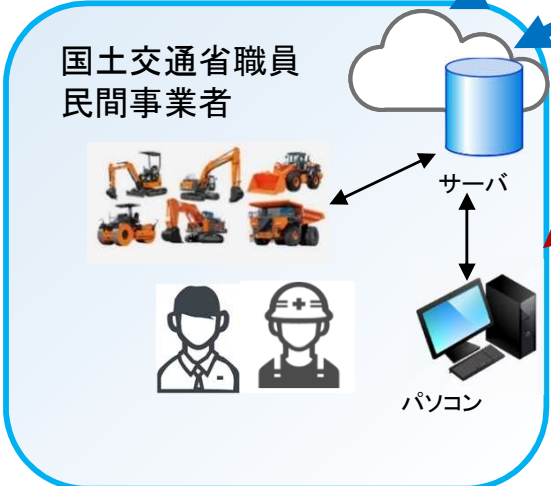 国土交通省職員
民間事業者
サーバ
パソコン